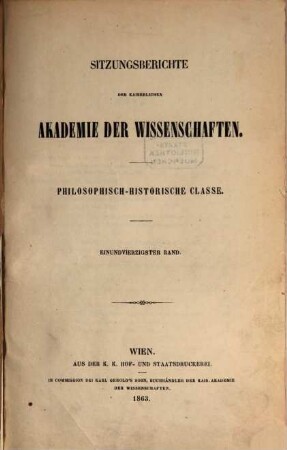 SITZUNGSBERICHTE
DER KAISERLICHEN
AKADEMIE DER WISSENSCHAFTEN.
PHILOSOPHISCH-HISTORISCHE CLASSE.
EINUNDVIERZIGSTER BAND.
WIEN.
AUS DER K. K. HOF- UND STAATSDRUCKEREI.
IN COMMISSION BEI KARL GEROLD'S SOHN, BUCHHÄNDLER DER KAIS. AKADEMIE
DER WISSENSCHAFTEN.
1863.